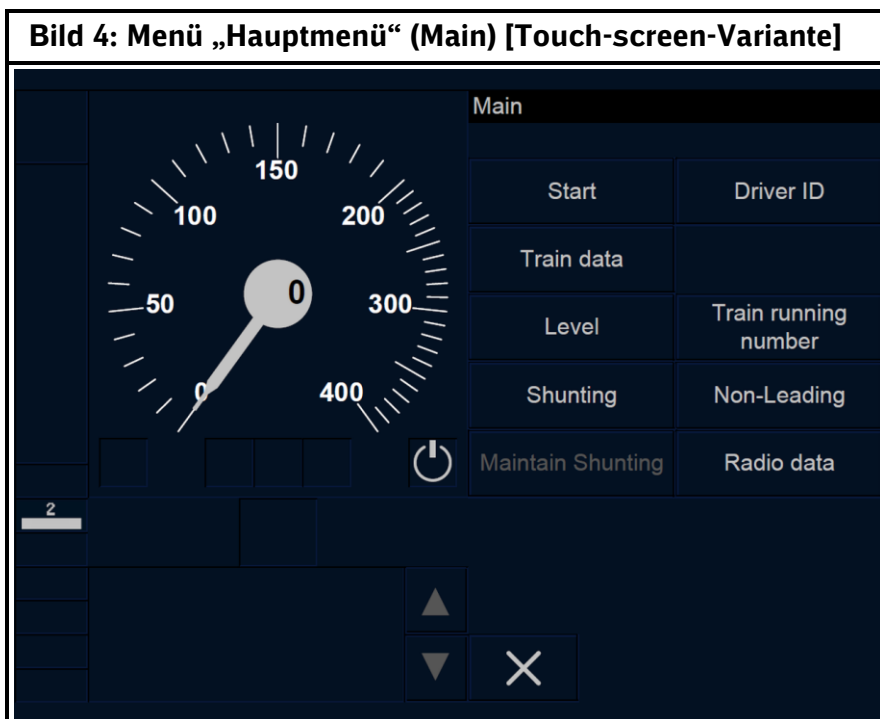 Bild 4: Menü „Hauptmenü“ (Main) [Touch-screen-Variante]
Main
Start
Driver ID
Train data
Level
Train running
number
Shunting
Non-Leading
Maintain Shunting
Radio data
0
50
100
150
200
300
400
0
2